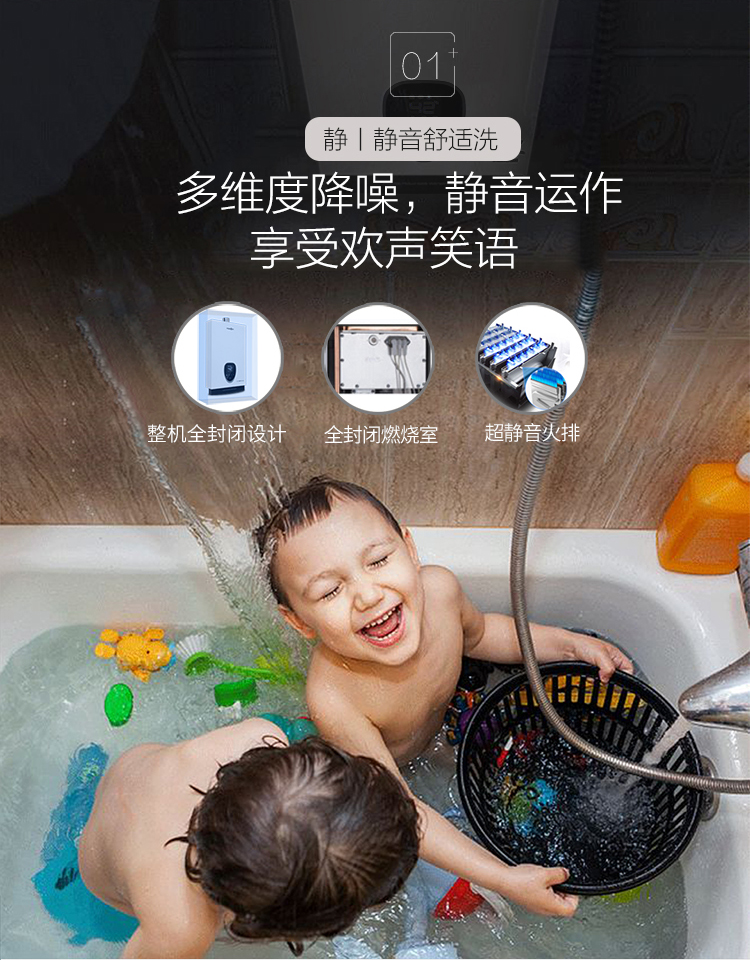 01+
静丨静音舒适洗
多维度降噪，静音运作
享受欢声笑语
整机全封闭设计
全封闭燃烧室
超静音火排